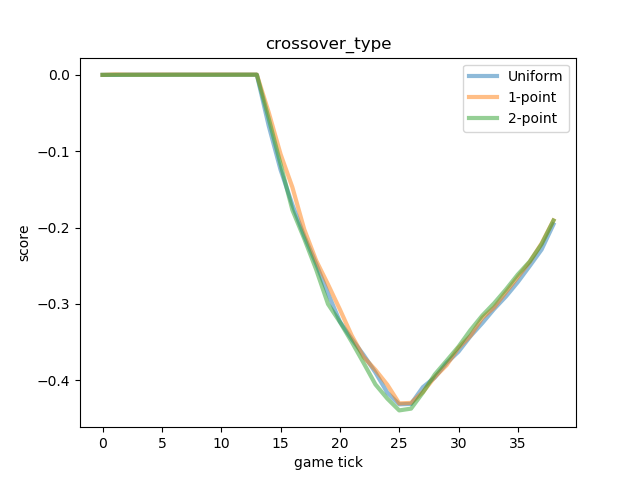 crossover_type
Uniform
1-point
2-point
0.0
−0.1
−0.2
−0.3
−0.4
score
0 5 10 15 20 25 30 35
game tick